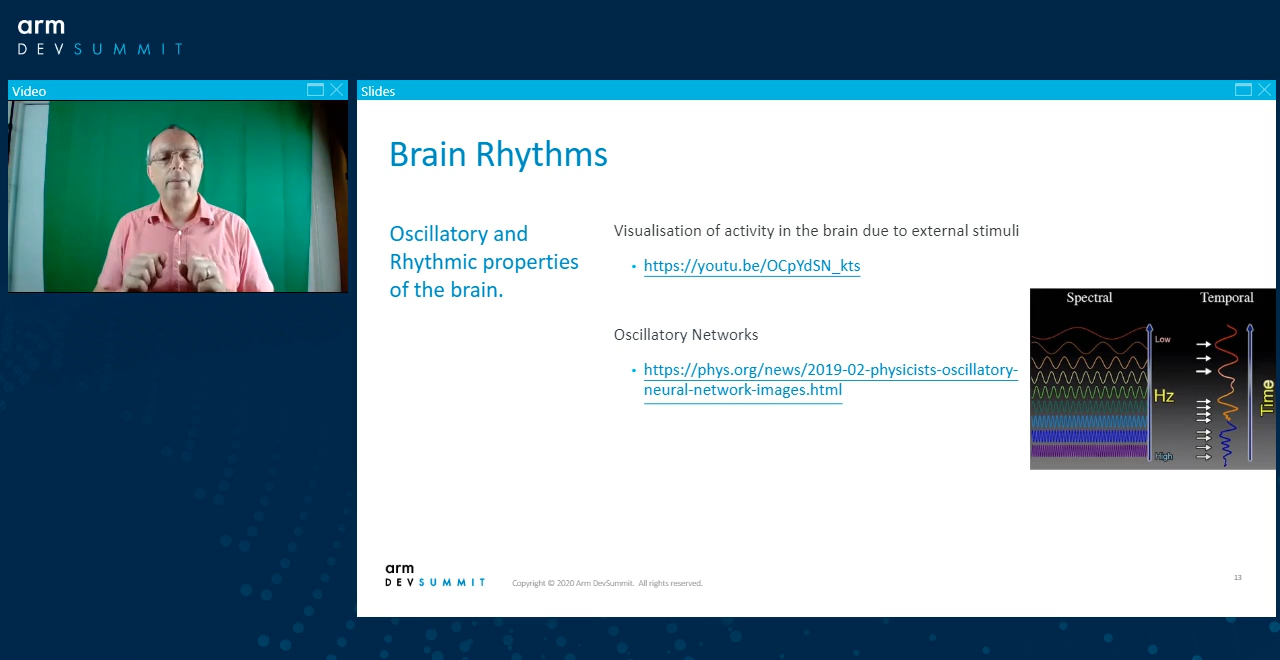 arm
DEVSUMMIT
Video
Slides
Brain Rhythms
Oscillatory and
Rhythmic properties
of the brain.
Visualisation of activity in the brain due to external stimuli
• https://youtu.be/OCpYdSN_kts
Oscillatory Networks
• https://phys.org/news/2019-02-physicists-oscillatory-
neural-network-images.html
Spectral
Temporal
Low
Hz
High
Time
arm
DEVSUMMIT
Copyright © 2020 Arm DevSummit. All rights reserved.
13